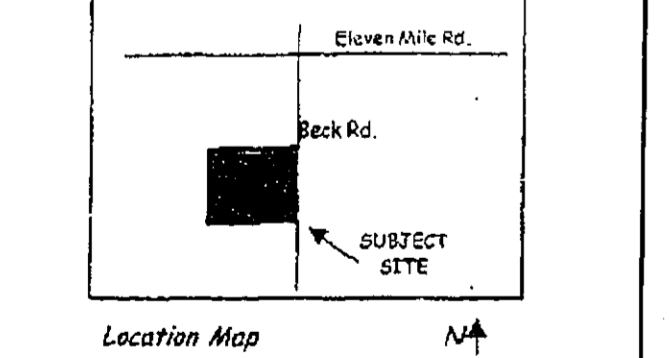 Eleven Mile Rd.
Beck Rd.
SUBJECT
SITE
Location Map
N